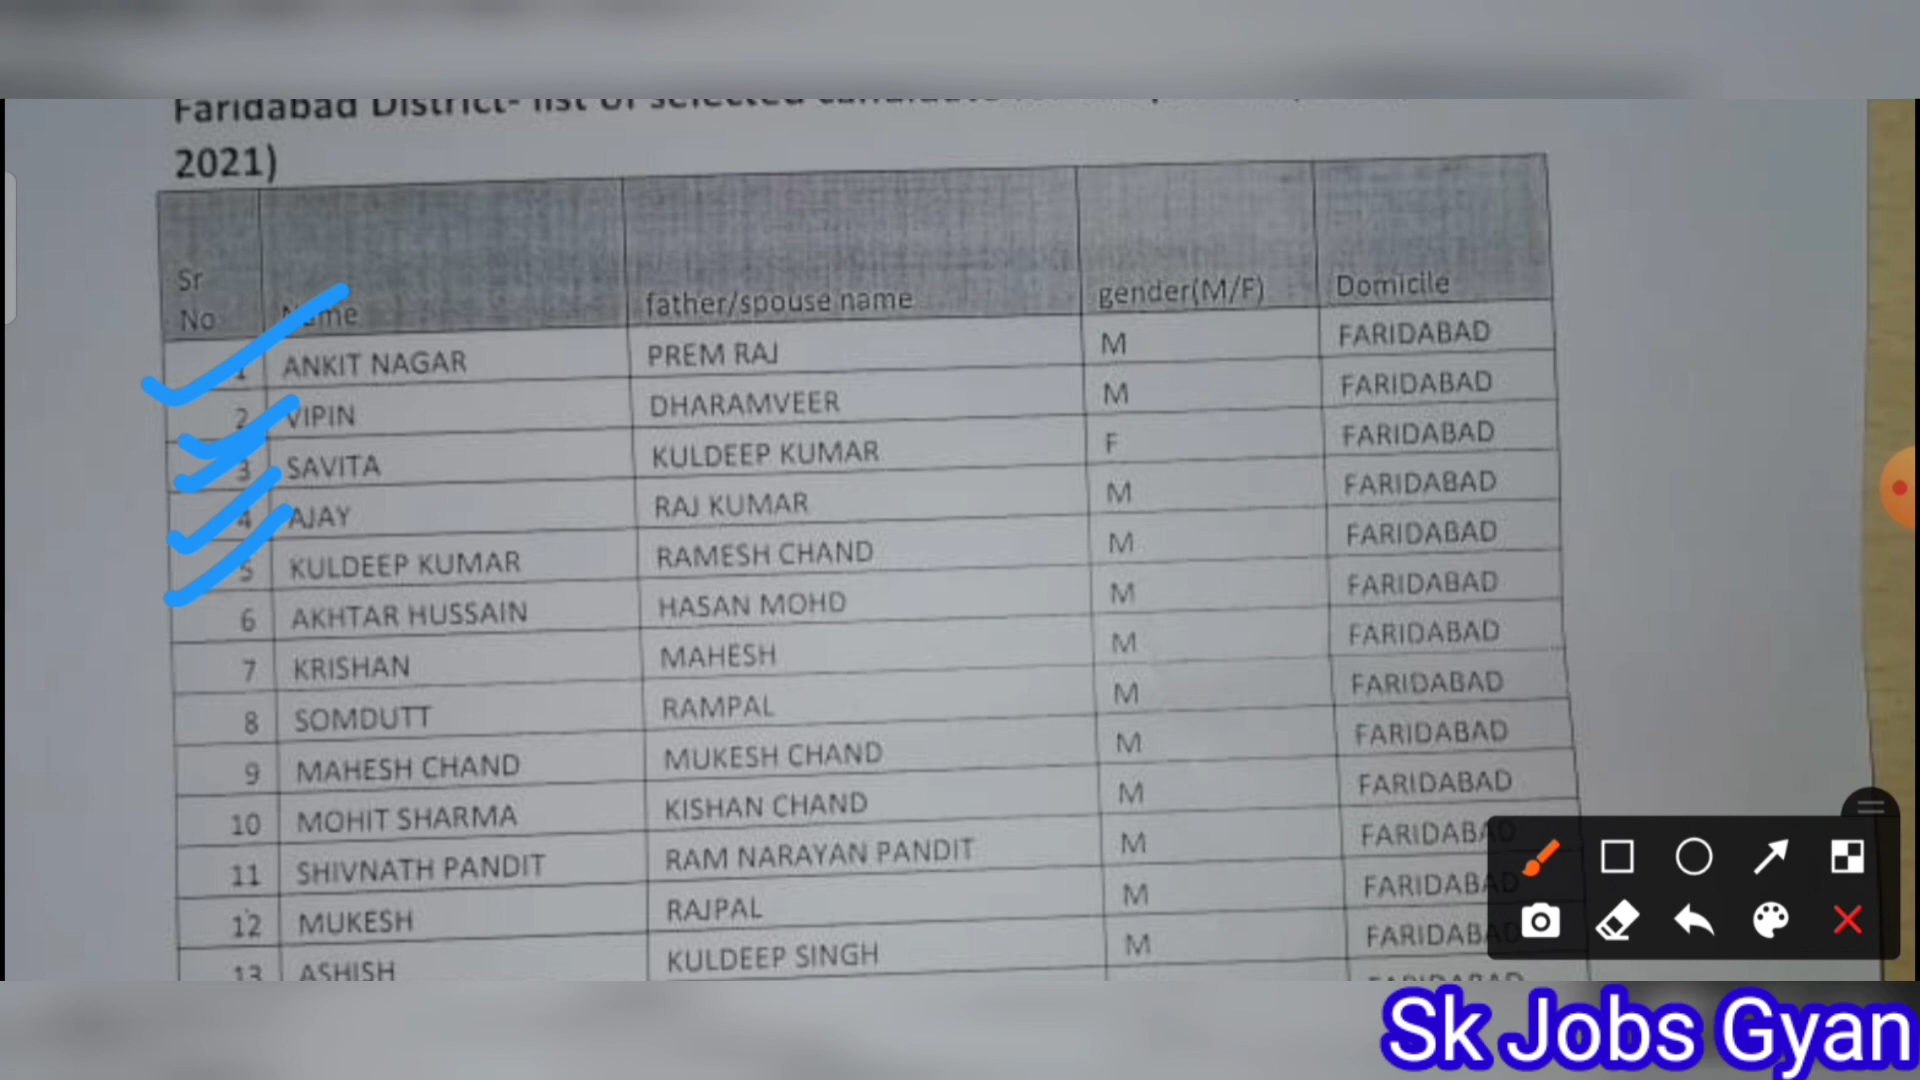 Faridabad District- list of selected
2021)
Sr No Name father/spouse name gender(M/F) Domicile
1 ANKIT NAGAR PREM RAJ M FARIDABAD
2 VIPIN DHARAMVEER M FARIDABAD
3 SAVITA KULDEEP KUMAR F FARIDABAD
4 AJAY RAJ KUMAR M FARIDABAD
5 KULDEEP KUMAR RAMESH CHAND M FARIDABAD
6 AKHTAR HUSSAIN HASAN MOHD M FARIDABAD
7 KRISHAN MAHESH M FARIDABAD
8 SOMDUTT RAMPAL M FARIDABAD
9 MAHESH CHAND MUKESH CHAND M FARIDABAD
10 MOHIT SHARMA KISHAN CHAND M FARIDABAD
11 SHIVNATH PANDIT RAM NARAYAN PANDIT M FARIDABAD
12 MUKESH RAJPAL M FARIDABAD
13 ASHISH KULDEEP SINGH M FARIDABAD
FARIDABAD
Sk Jobs Gyan